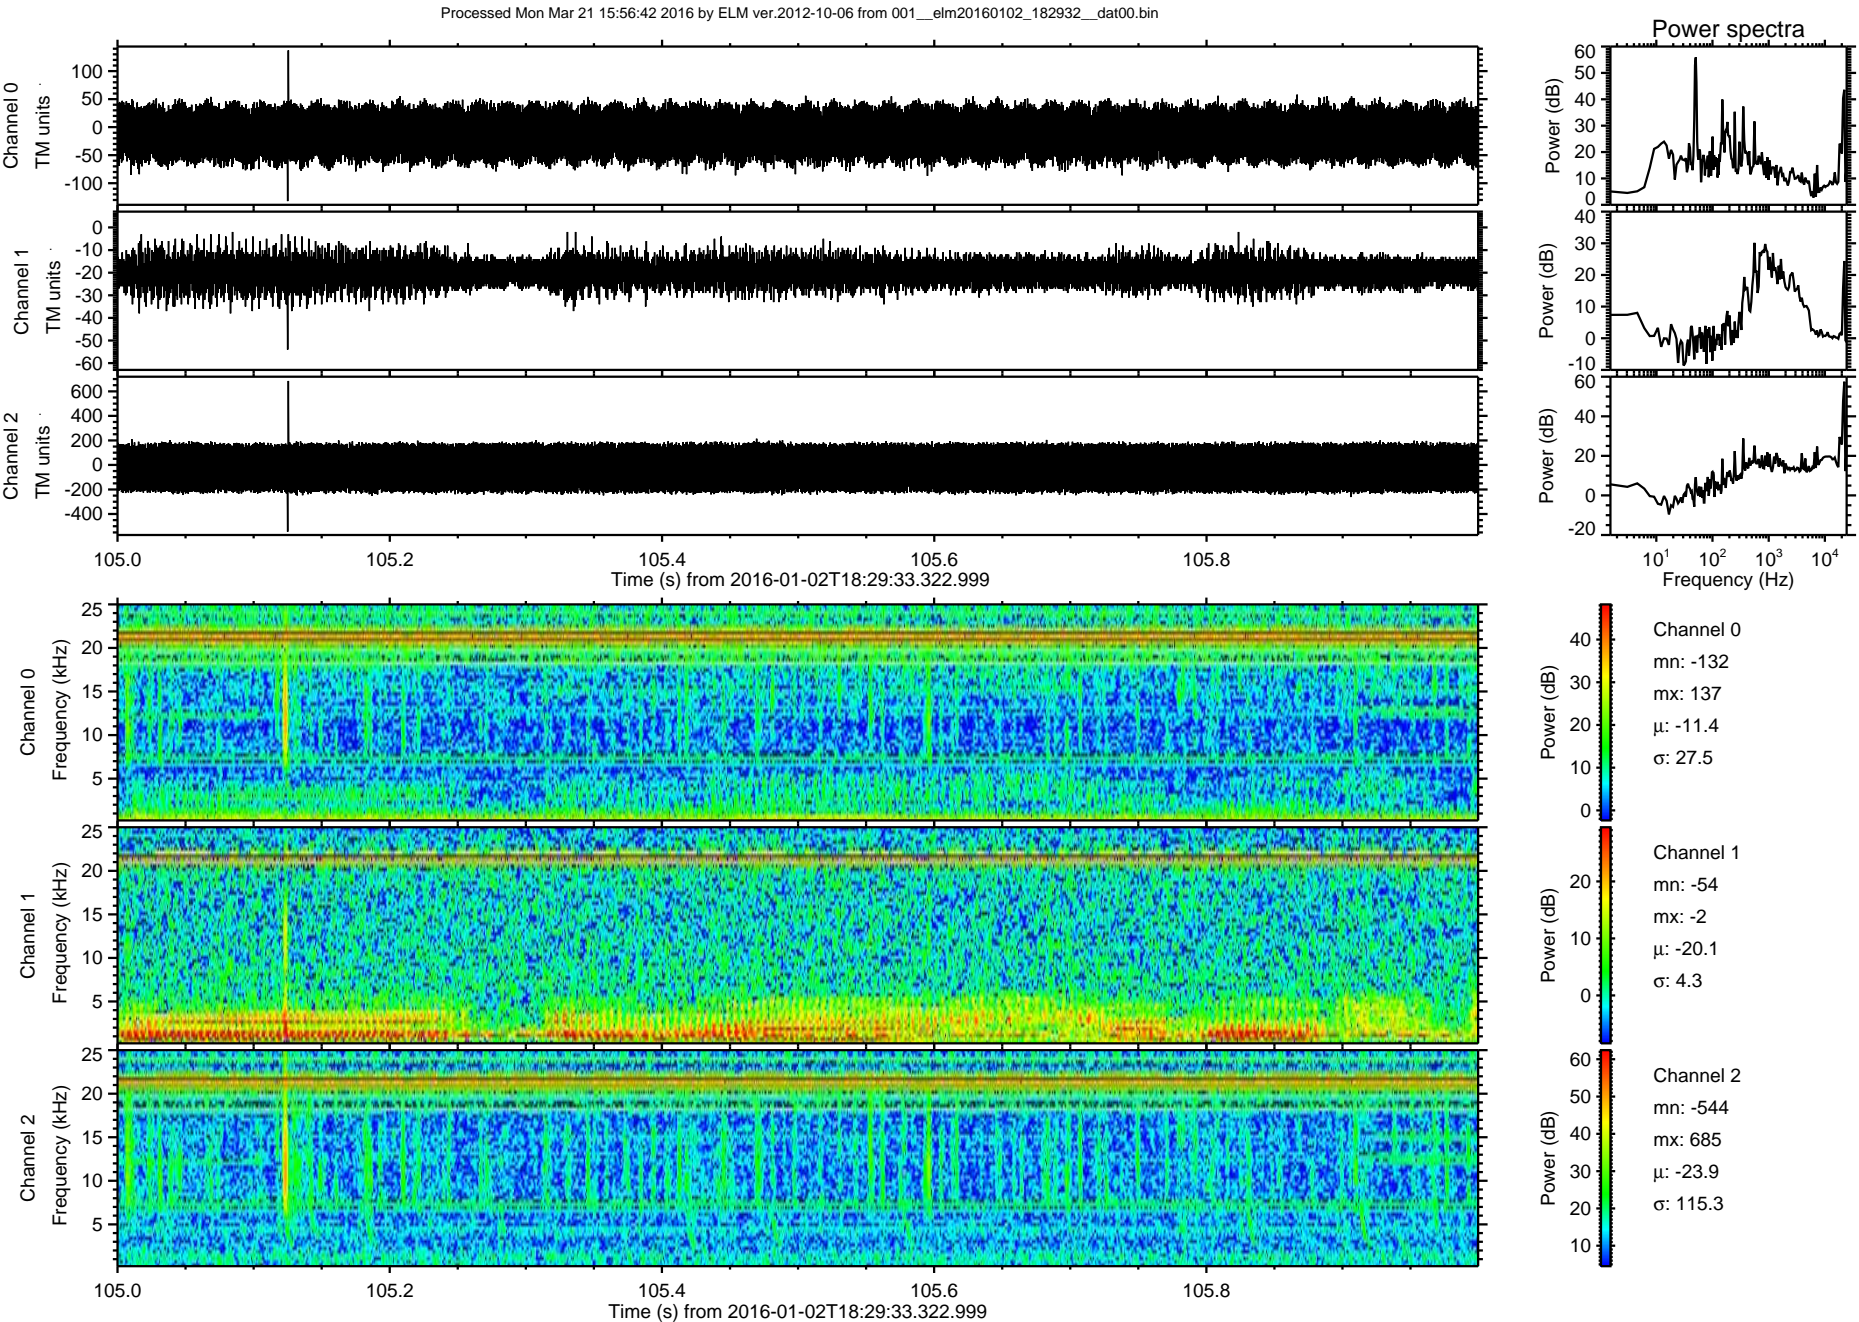 Processed Mon Mar 21 15:56:42 2016 by ELM ver.2012-10-06 from 001__elm20160102_182932__dat00.bin
Power spectra
Channel 0
TM units
100
50
0
-50
-100
Power (dB)
60
50
40
30
20
10
0
Channel 1
TM units
0
-10
-20
-30
-40
-50
-60
Power (dB)
40
30
20
10
0
-10
Channel 2
TM units
600
400
200
0
-200
-400
Power (dB)
60
40
20
0
-20
105.0 105.2 105.4 105.6 105.8
Time (s) from 2016-01-02T18:29:33.322.999
10¹ 10² 10³ 10⁴
Frequency (Hz)
Channel 0
Frequency (kHz)
25
20
15
10
5
Power (dB)
40
30
20
10
0
Channel 0
mn: -132
mx: 137
μ: -11.4
σ: 27.5
Channel 1
Frequency (kHz)
25
20
15
10
5
Power (dB)
20
10
0
Channel 1
mn: -54
mx: -2
μ: -20.1
σ: 4.3
Channel 2
Frequency (kHz)
25
20
15
10
5
Power (dB)
60
50
40
30
20
10
Channel 2
mn: -544
mx: 685
μ: -23.9
σ: 115.3
105.0 105.2 105.4 105.6 105.8
Time (s) from 2016-01-02T18:29:33.322.999